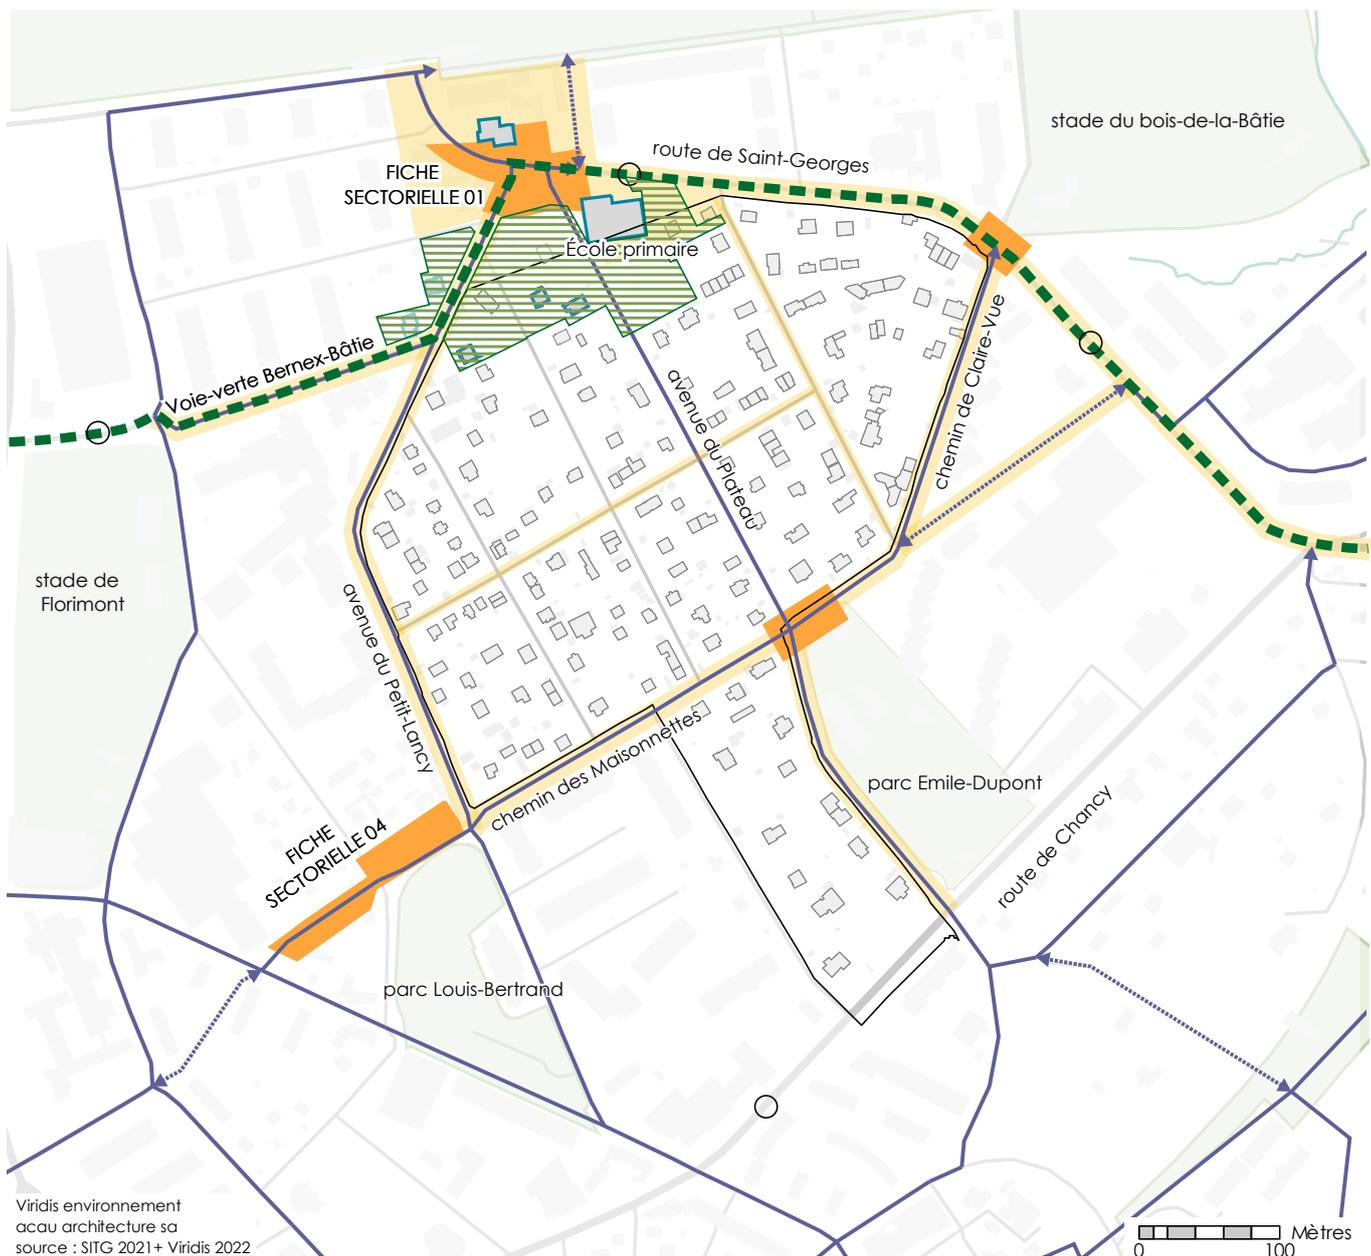 stade du bois-de-la-Bâtie
route de Saint-Georges
FICHE
SECTORIELLE 01
École primaire
Voie-verte Bernex-Bâtie
chemin de Claire-Vue
avenue du Plateau
stade de
Florimont
avenue du Petit-Lancy
chemin des Maisonnettes
parc Emile-Dupont
route de Chancy
FICHE
SECTORIELLE 04
parc Louis-Bertrand
Viridis environnement
acau architecture sa
source : SITG 2021+ Viridis 2022
Mètres
0 100